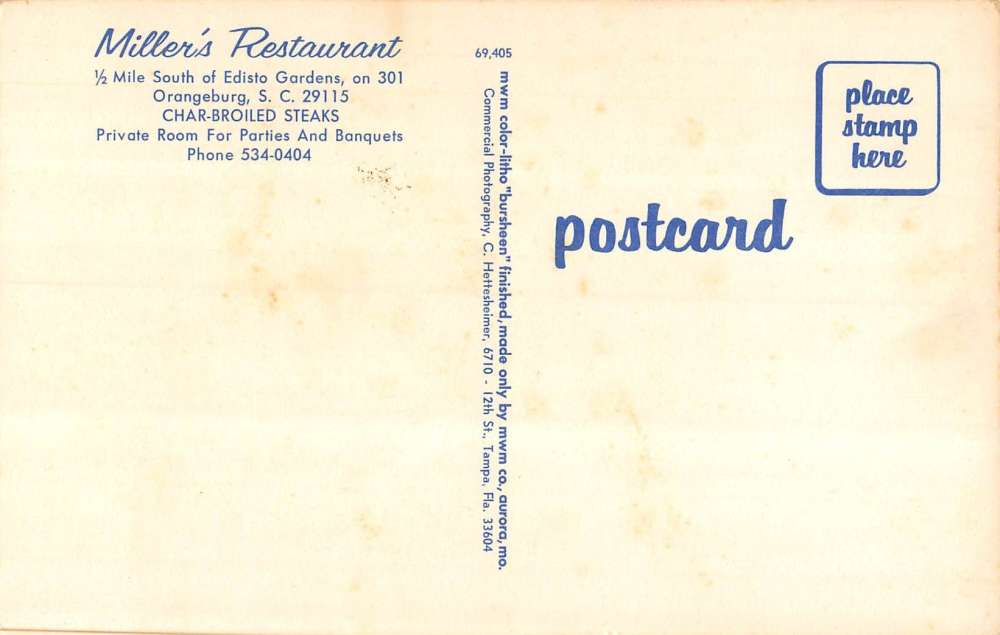 Miller's Restaurant
½ Mile South of Edisto Gardens, on 301
Orangeburg, S. C. 29115
CHAR-BROILED STEAKS
Private Room For Parties And Banquets
Phone 534-0404
69,405
mwm color-litho "bursheen" finished, made only by mwm co., aurora, mo.
Commercial Photography, C. Hettesheimer, 6710 - 12th St., Tampa, Fla. 33604
place
stamp
here
postcard